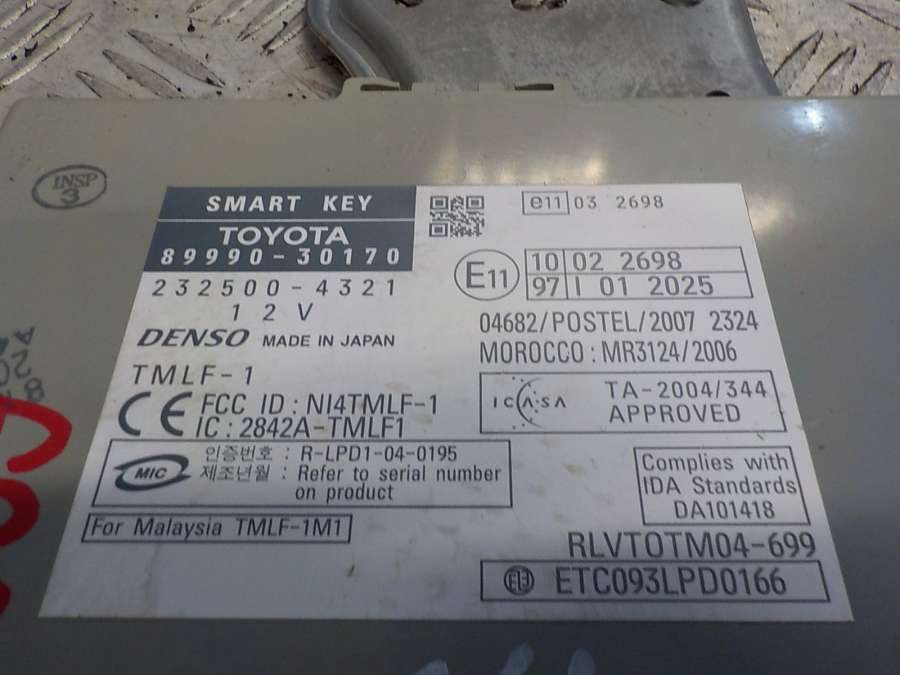 INSP
3
SMART KEY
TOYOTA
89990-30170
232500-4321
12V
DENSO MADE IN JAPAN
TMLF-1
CE FCC ID : NI4TMLF-1
IC : 2842A-TMLF1
MIC 인증번호 : R-LPD1-04-0195
제조년월 : Refer to serial number
on product
For Malaysia TMLF-1M1
e11 03 2698
E11 10 02 2698
97 I 01 2025
04682/POSTEL/2007 2324
MOROCCO : MR3124/2006
ICASA TA-2004/344
APPROVED
Complies with
IDA Standards
DA101418
RLVTOTM04-699
ETC093LPD0166